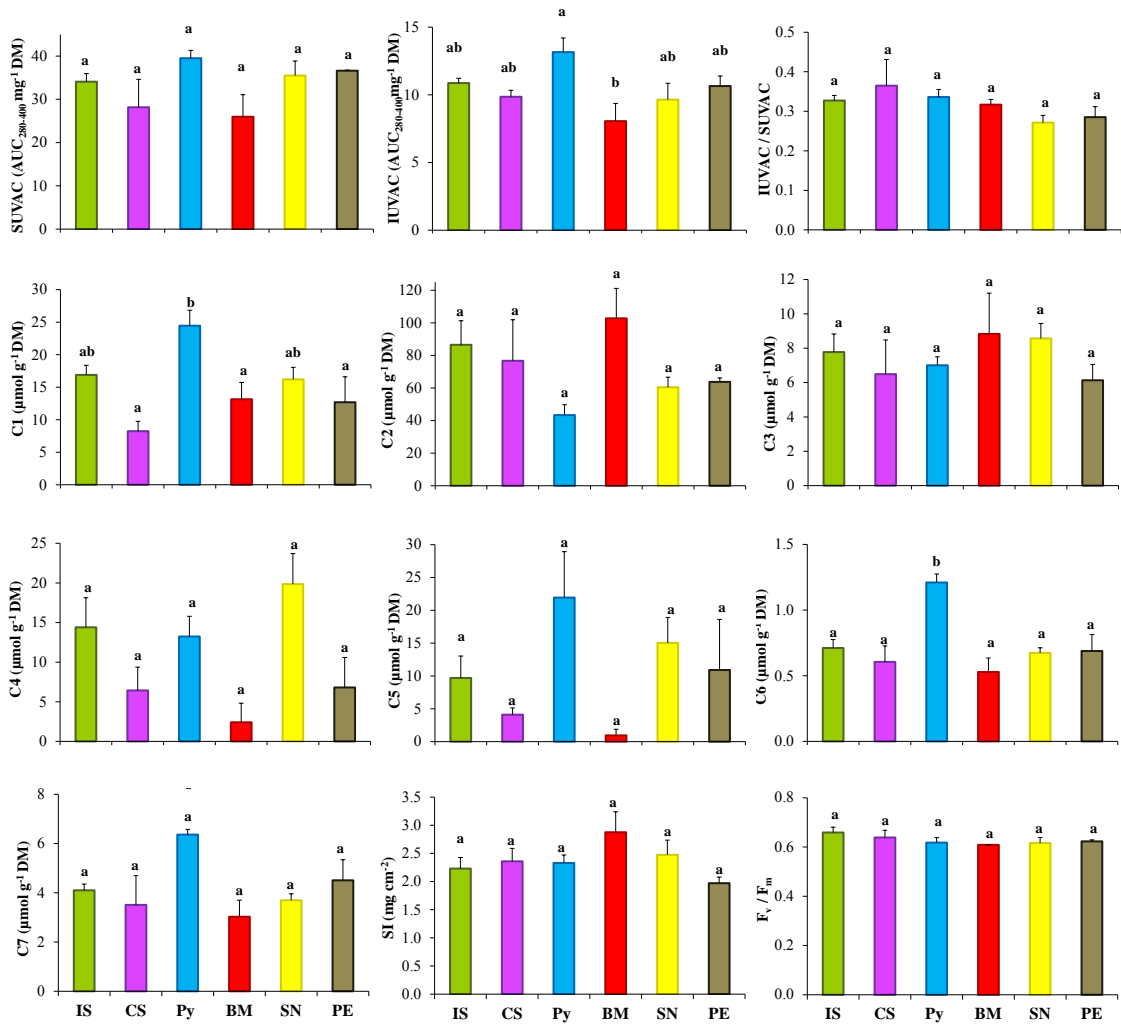 SUVAC (AUC280-400 mg-1 DM)
40
30
20
10
0
a a a a a a
IUVAC (AUC280-400mg-1 DM)
15
10
5
0
ab ab a b ab ab
IUVAC / SUVAC
0.5
0.4
0.3
0.2
0.1
0.0
a a a a a a
C1 (µmol g-1 DM)
30
25
20
15
10
5
0
ab a b a ab a
C2 (µmol g-1 DM)
120
100
80
60
40
20
0
a a a a a a
C3 (µmol g-1 DM)
12
10
8
6
4
2
0
a a a a a a
C4 (µmol g-1 DM)
25
20
15
10
5
0
a a a a a a
C5 (µmol g-1 DM)
30
25
20
15
10
5
0
a a a a a a
C6 (µmol g-1 DM)
1.5
1.0
0.5
0.0
a a b a a a
C7 (µmol g-1 DM)
8
6
4
2
0
a a a a a a
IS CS Py BM SN PE
SI (mg cm-2)
3.5
3.0
2.5
2.0
1.5
1.0
0.5
0.0
a a a a a a
IS CS Py BM SN PE
Fv / Fm
0.8
0.6
0.4
0.2
0.0
a a a a a a
IS CS Py BM SN PE